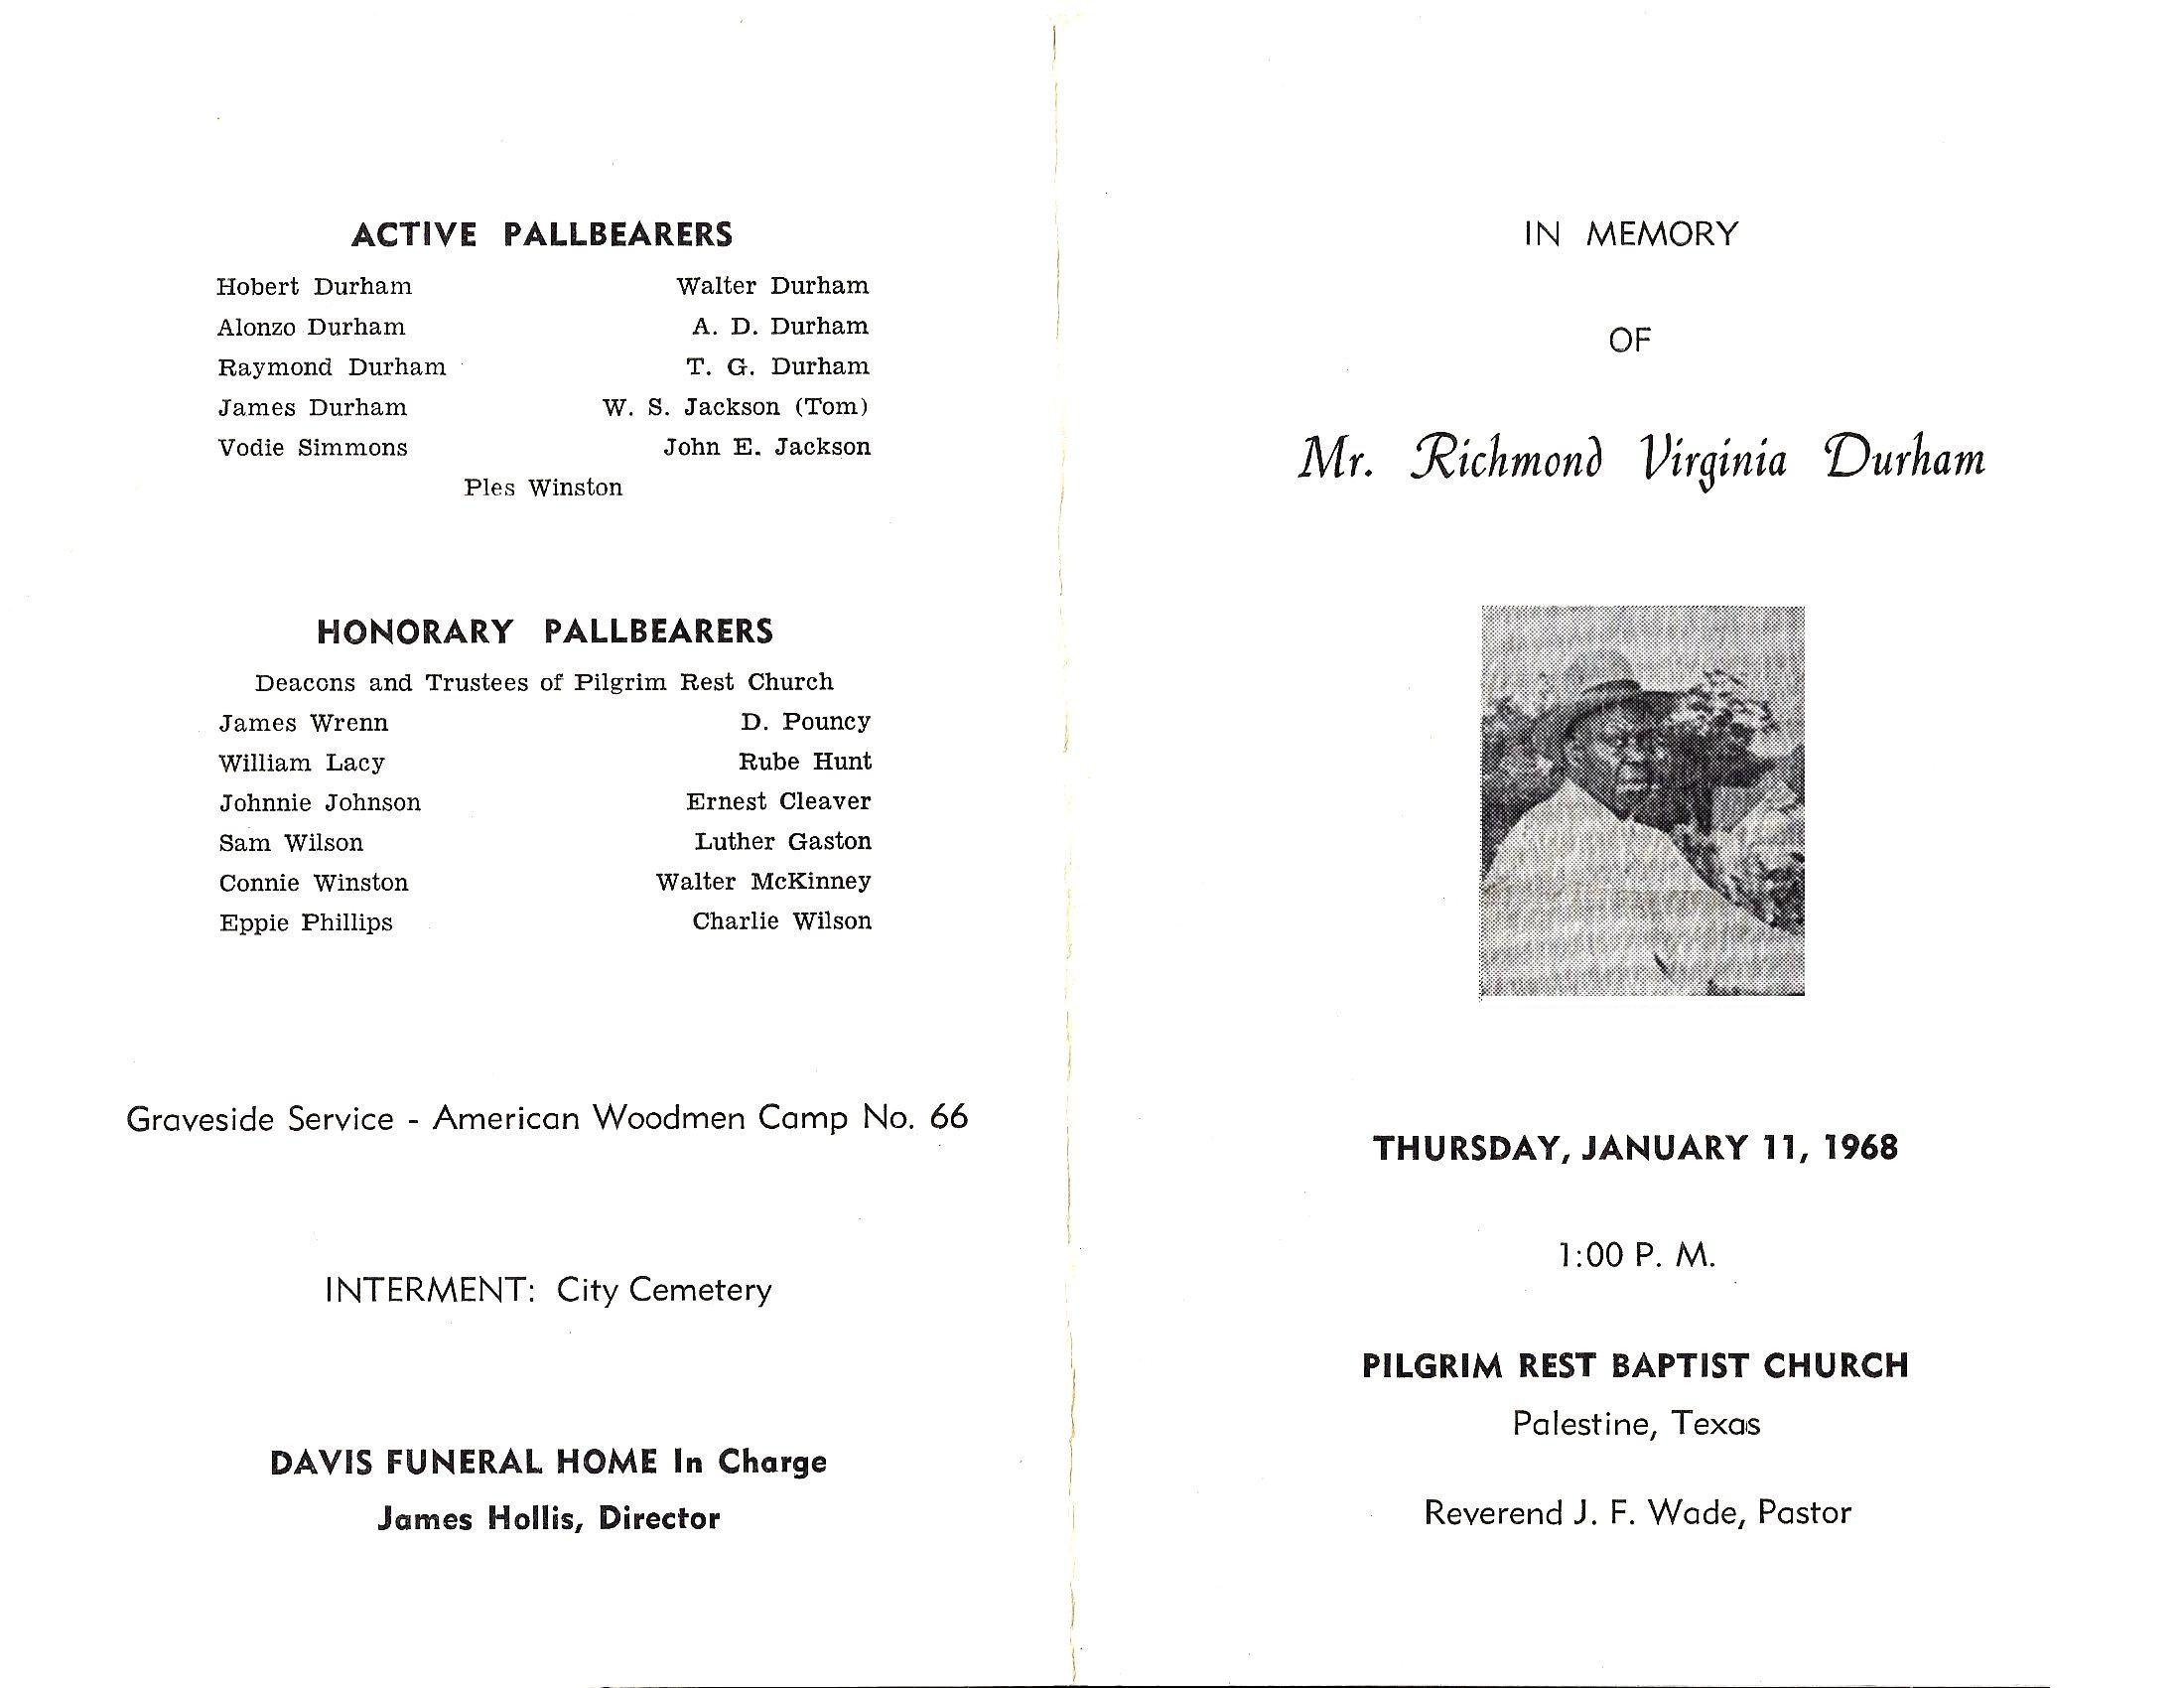 ACTIVE PALLBEARERS
Hobert Durham Walter Durham
Alonzo Durham A. D. Durham
Raymond Durham T. G. Durham
James Durham W. S. Jackson (Tom)
Vodie Simmons John E. Jackson
Ples Winston
HONORARY PALLBEARERS
Deacons and Trustees of Pilgrim Rest Church
James Wrenn D. Pouncy
William Lacy Rube Hunt
Johnnie Johnson Ernest Cleaver
Sam Wilson Luther Gaston
Connie Winston Walter McKinney
Eppie Phillips Charlie Wilson
Graveside Service - American Woodmen Camp No. 66
INTERMENT: City Cemetery
DAVIS FUNERAL HOME In Charge
James Hollis, Director
IN MEMORY
OF
Mr. Richmond Virginia Durham
THURSDAY, JANUARY 11, 1968
1:00 P. M.
PILGRIM REST BAPTIST CHURCH
Palestine, Texas
Reverend J. F. Wade, Pastor